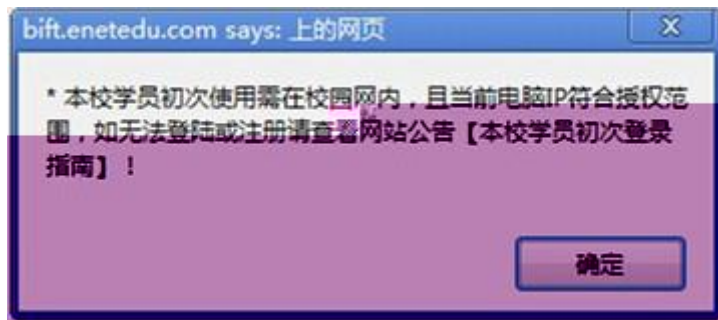 bift.enetedu.com says: 上的网页
* 本校学员初次使用需在校园网内，且当前电脑IP符合授权范
围，如无法登陆或注册请查看网站公告【本校学员初次登录
指南】！
确定